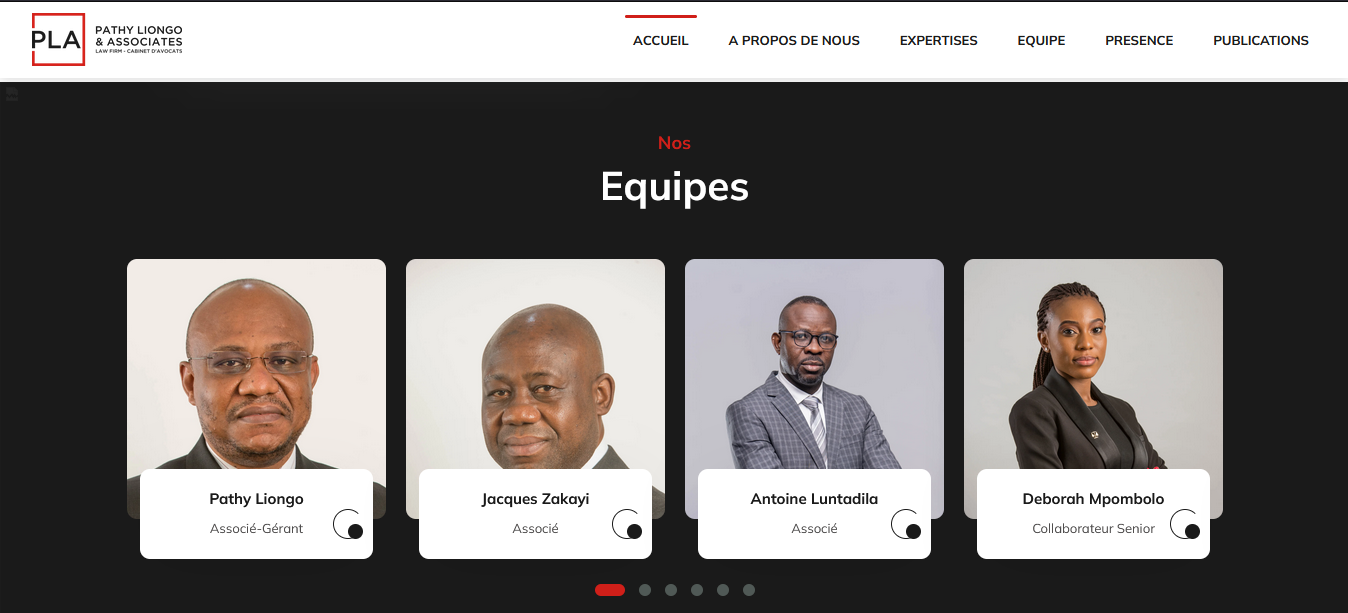 PLA
PATHY LIONGO
& ASSOCIATES
LAW FIRM - CABINET D'AVOCATS
ACCUEIL
A PROPOS DE NOUS
EXPERTISES
EQUIPE
PRESENCE
PUBLICATIONS
Nos
Equipes
Pathy Liongo
Associé-Gérant
Jacques Zakayi
Associé
Antoine Luntadila
Associé
Deborah Mpombolo
Collaborateur Senior